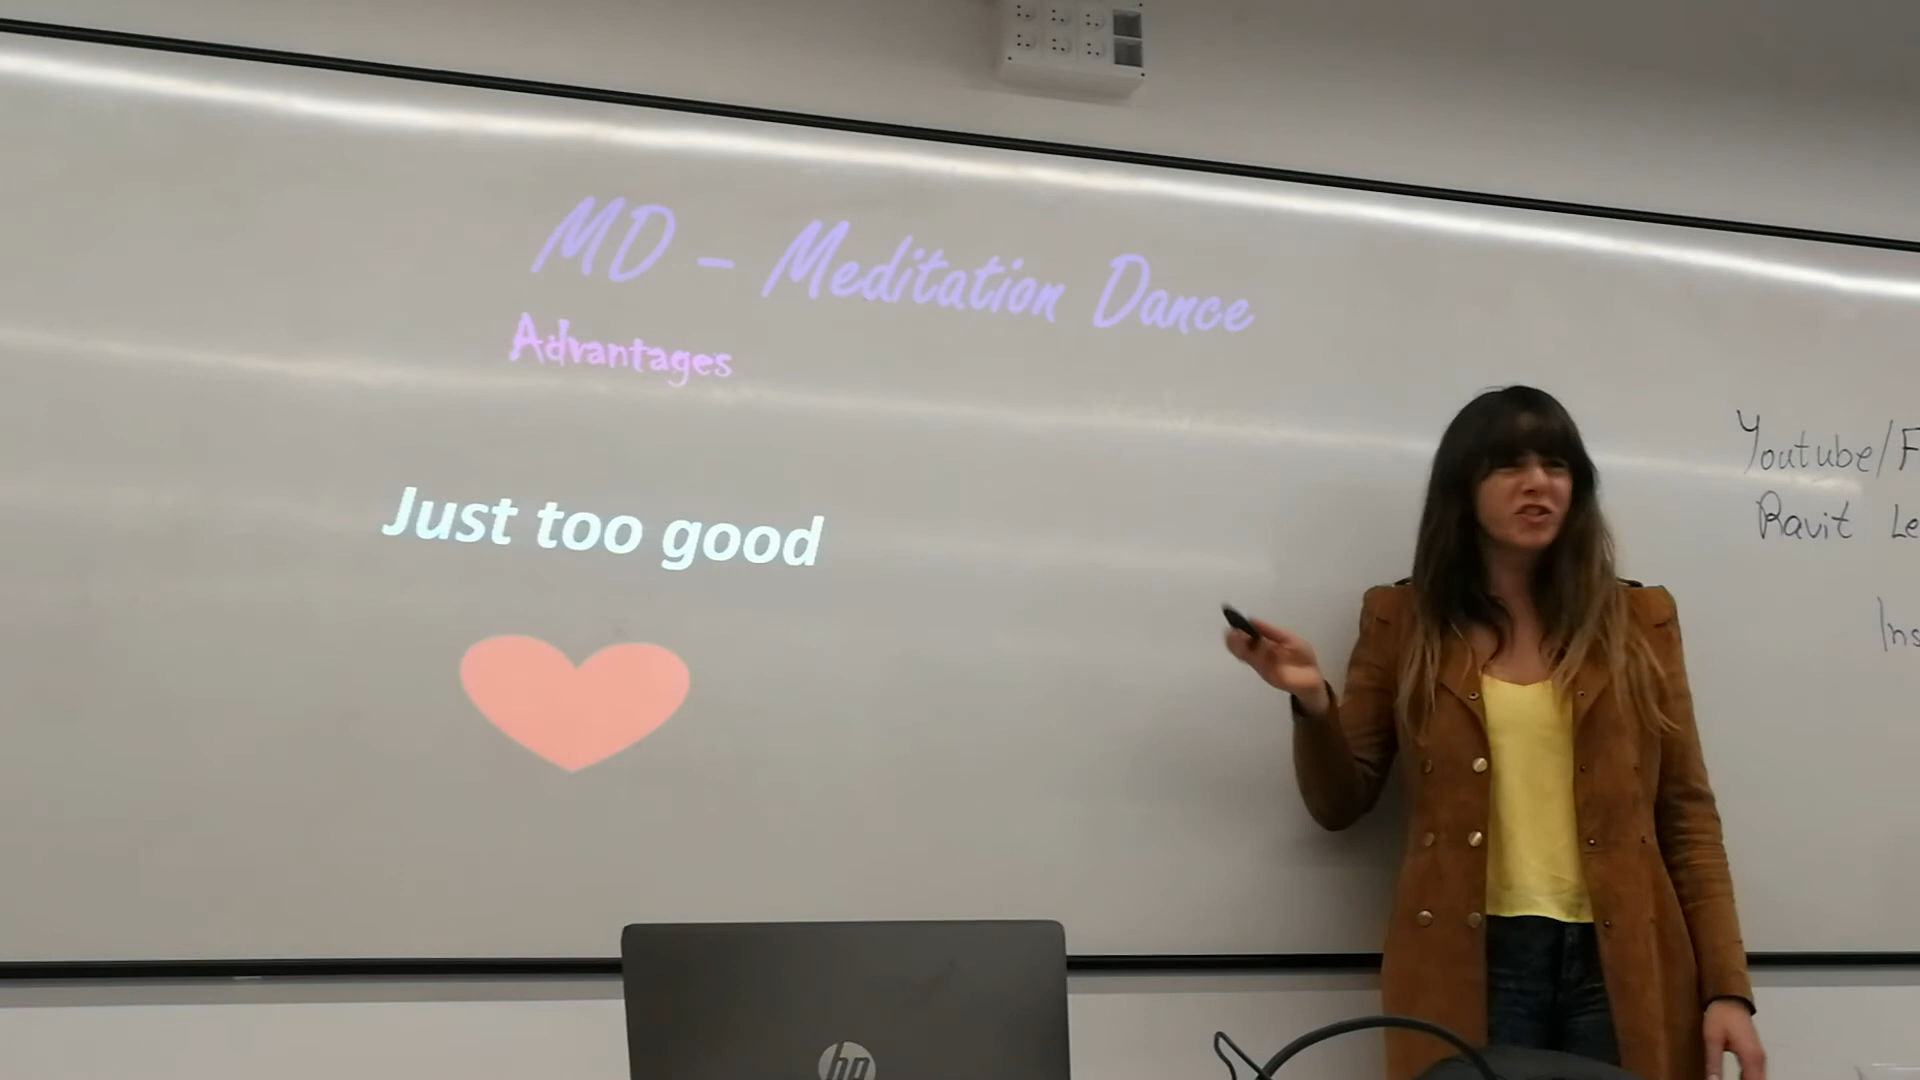 MD - Meditation Dance
Advantages
Just too good
Youtube/F
Ravit Le
Ins
hp